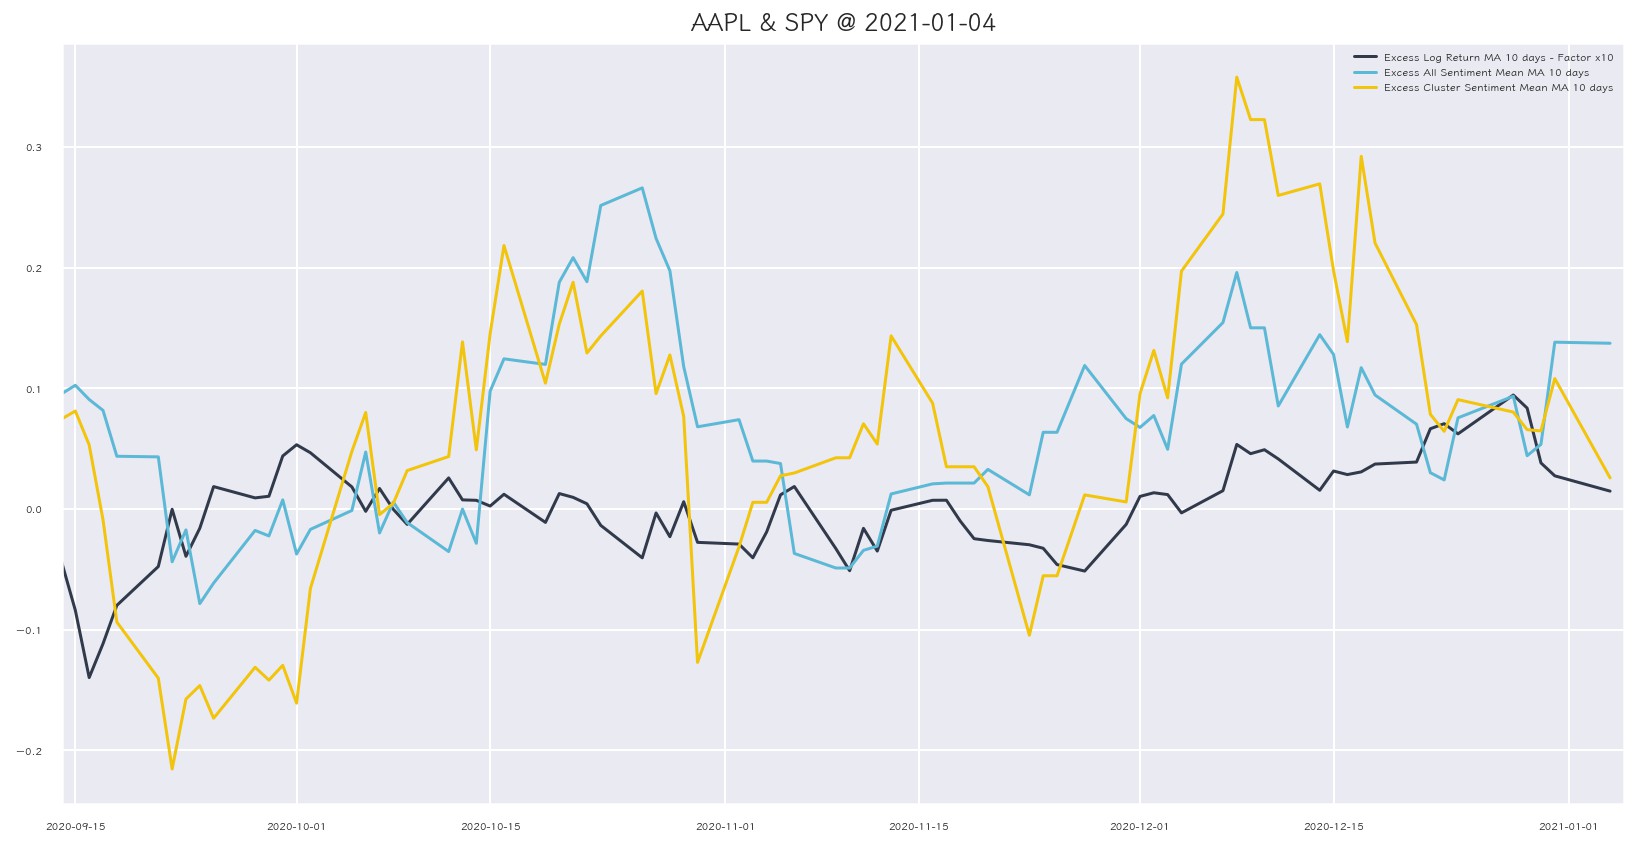 AAPL & SPY @ 2021-01-04
Excess Log Return MA 10 days - Factor x10
Excess All Sentiment Mean MA 10 days
Excess Cluster Sentiment Mean MA 10 days
0.3
0.2
0.1
0.0
−0.1
−0.2
2020-09-15 2020-10-01 2020-10-15 2020-11-01 2020-11-15 2020-12-01 2020-12-15 2021-01-01